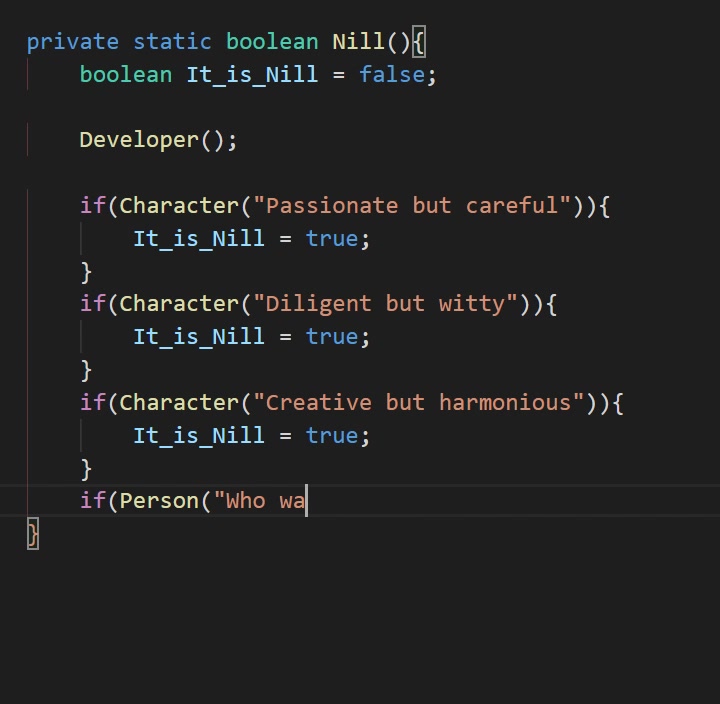 private static boolean Nill(){
    boolean It_is_Nill = false;
    Developer();
    if(Character("Passionate but careful")){
        It_is_Nill = true;
    }
    if(Character("Diligent but witty")){
        It_is_Nill = true;
    }
    if(Character("Creative but harmonious")){
        It_is_Nill = true;
    }
    if(Person("Who wa
}